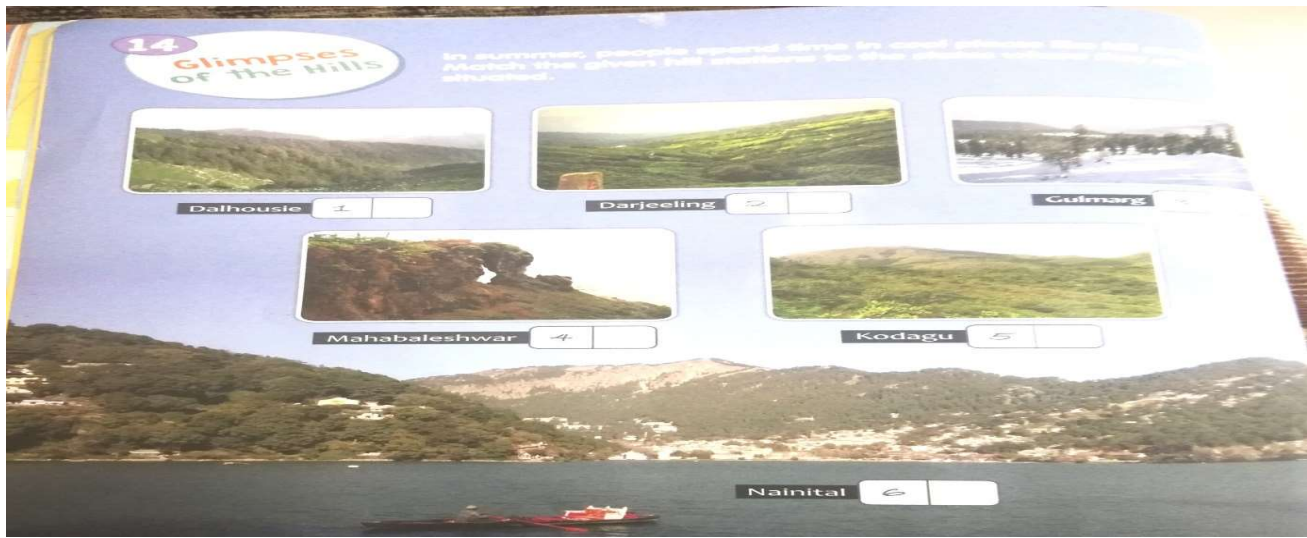 14
Glimpses
of the Hills
In summer, people spend time in cool places like hill
Match the given hill stations to the states where they are
situated.
Dalhousie 1
Darjeeling 2
Gulmarg
Mahabaleshwar 4
Kodagu 5
Nainital 6